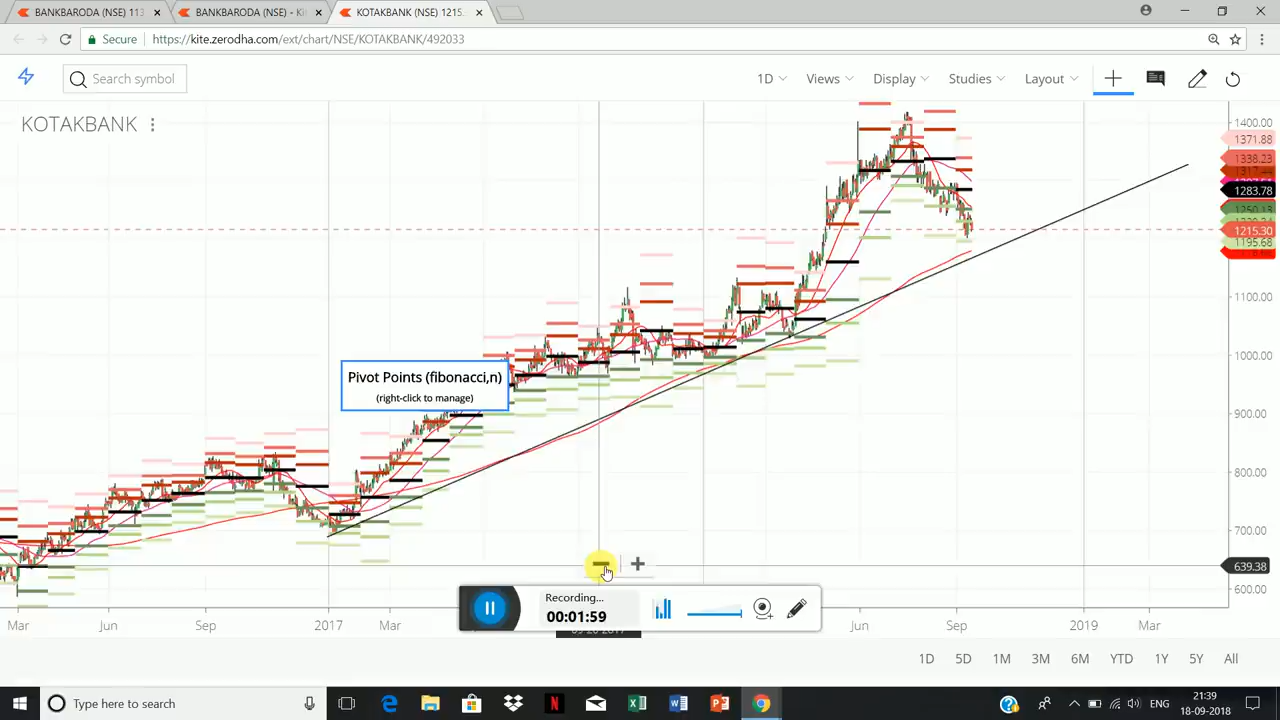 BANKBARODA (NSE) 113
BANKBARODA (NSE) - Ki
KOTAKBANK (NSE) 1215.
Secure
https://kite.zerodha.com/ext/chart/NSE/KOTAKBANK/492033
Search symbol
1D
Views
Display
Studies
Layout
KOTAKBANK
1400.00
1371.88
1338.23
1283.78
1215.30
1195.68
1100.00
1000.00
900.00
800.00
700.00
639.38
600.00
Pivot Points (fibonacci,n)
(right-click to manage)
Recording...
00:01:59
Mar
Jun
Sep
2017
Mar
Jun
Sep
2019
Mar
1D
5D
1M
3M
6M
YTD
1Y
5Y
All
Type here to search
ENG
21:39
18-09-2018